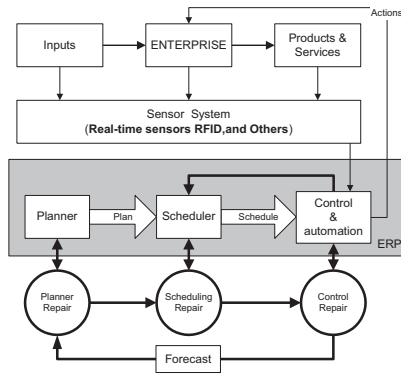 Actions
Inputs
ENTERPRISE
Products &
Services
Sensor System
(Real-time sensors RFID,and Others)
Planner
Plan
Scheduler
Schedule
Control
&
automation
ERP
Planner
Repair
Scheduling
Repair
Control
Repair
Forecast